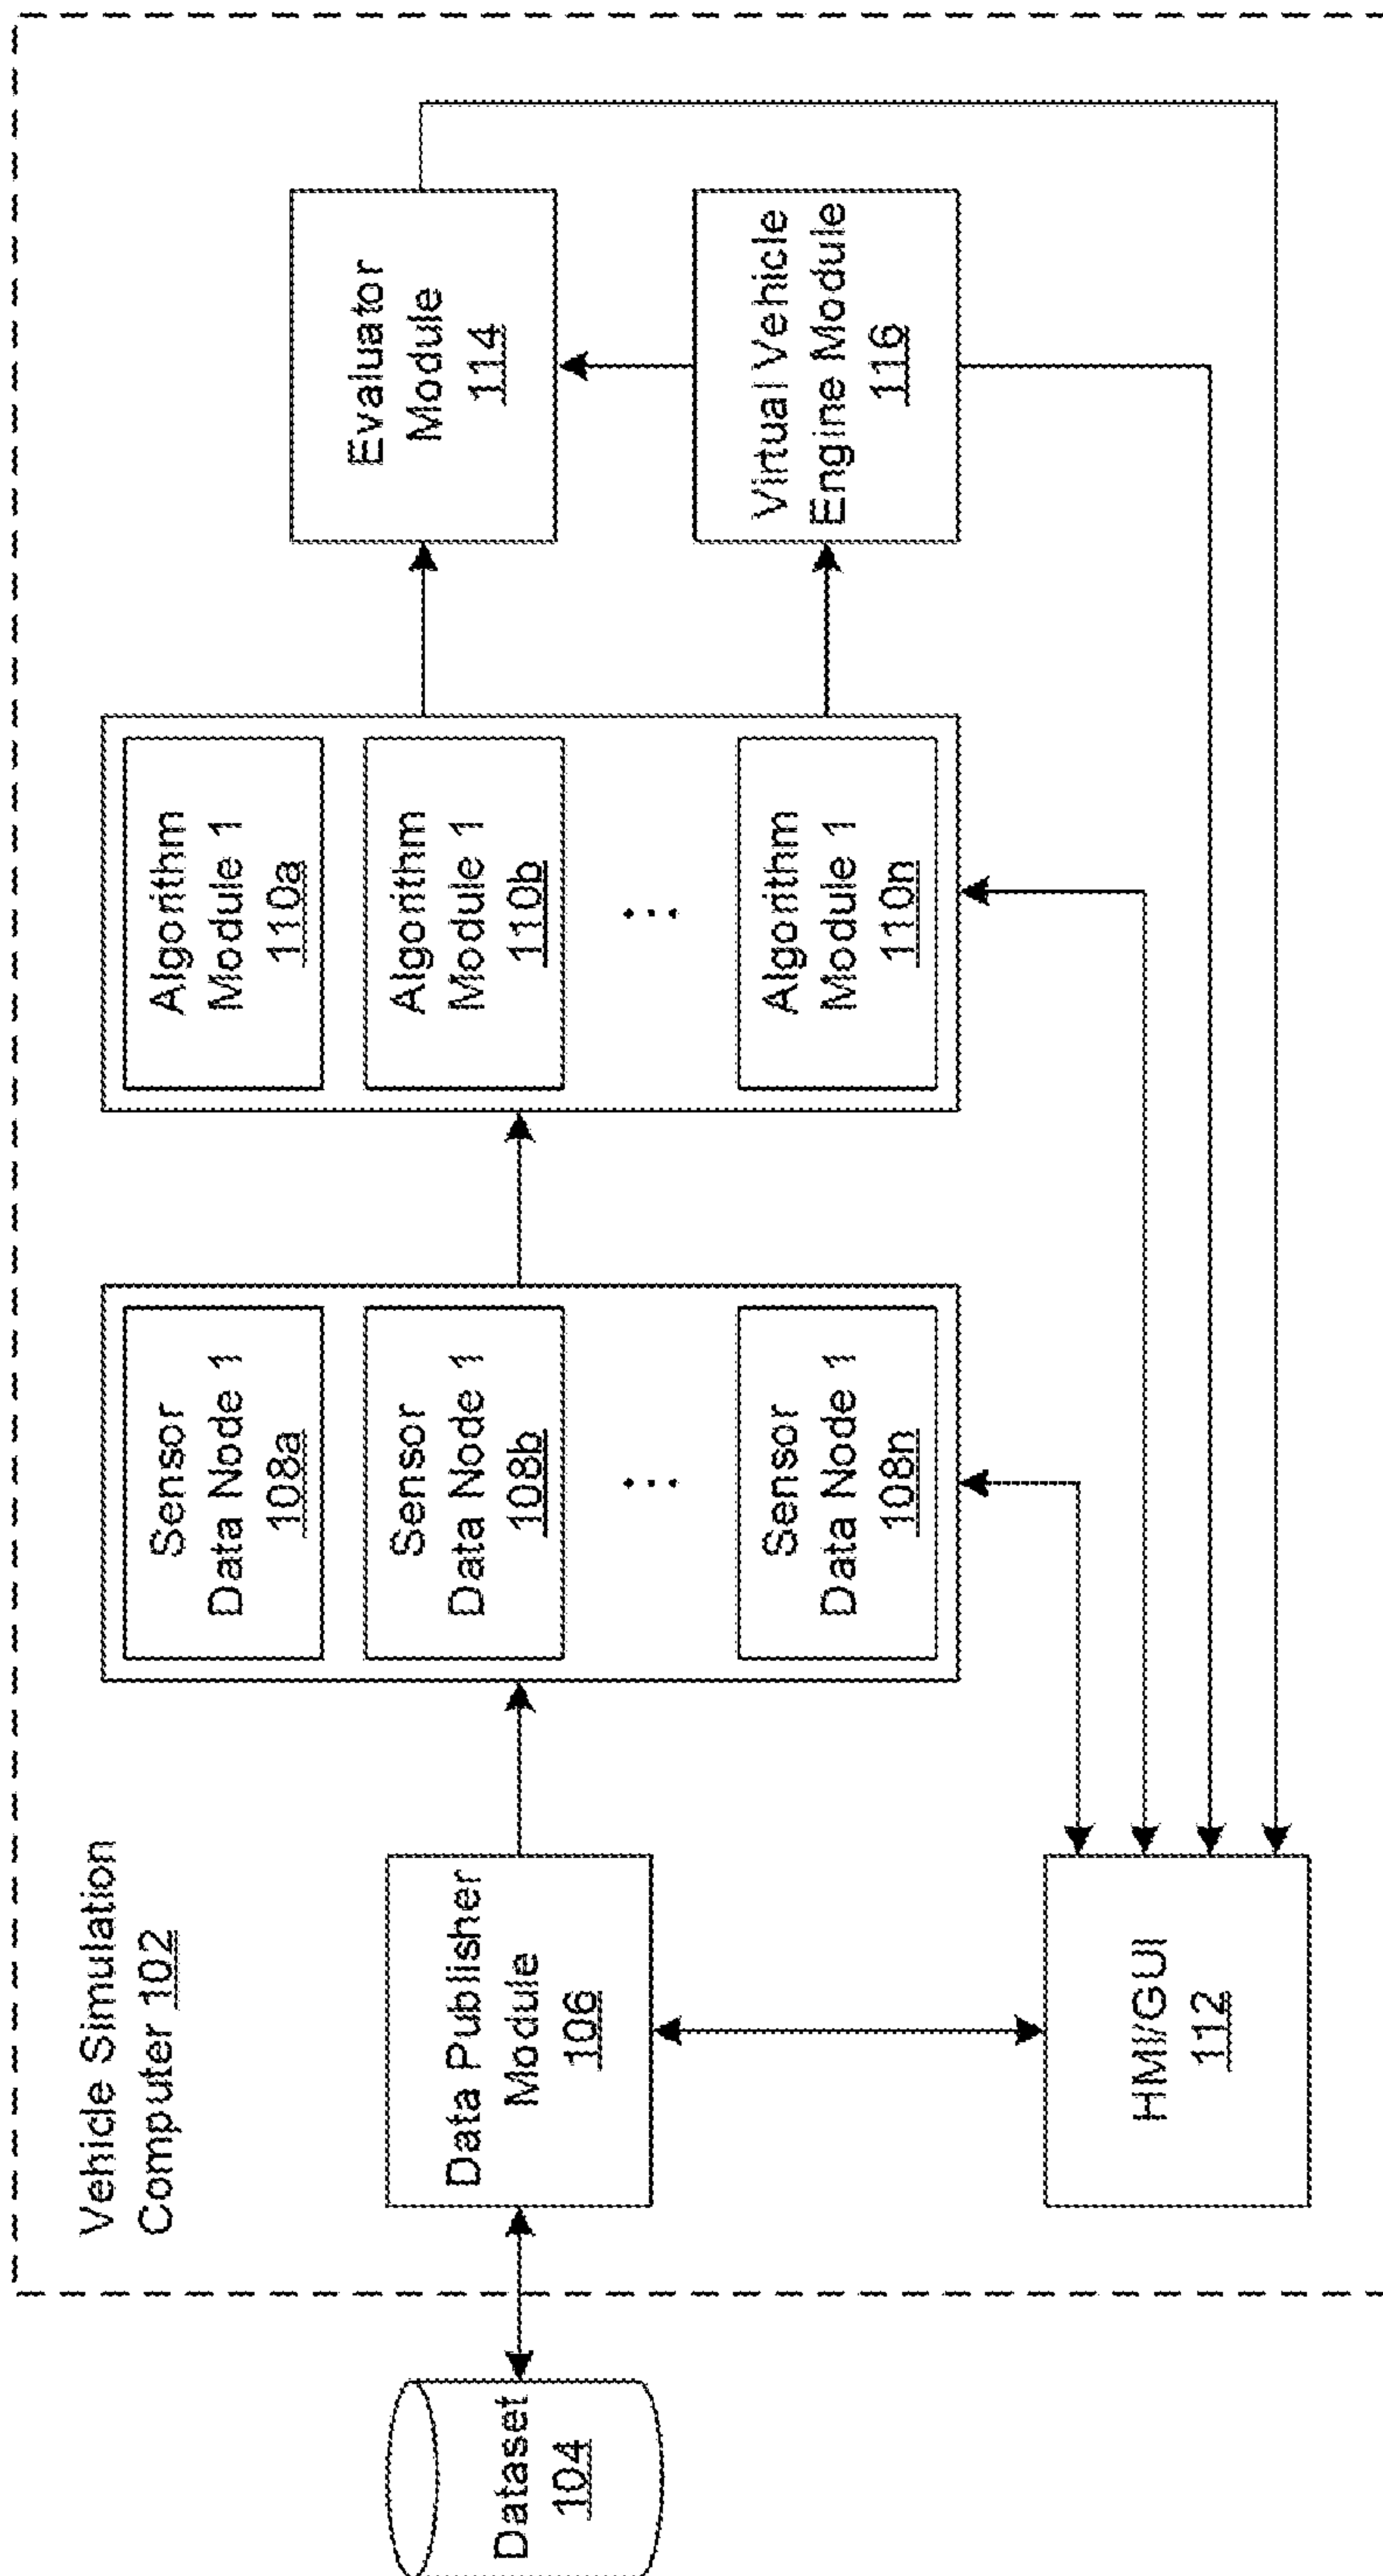 Vehicle Simulation
Computer 102
Dataset
104
Data Publisher
Module
106
HMI/GUI
112
Sensor
Data Node 1
108a
Sensor
Data Node 1
108b
...
Sensor
Data Node 1
108n
Algorithm
Module 1
110a
Algorithm
Module 1
110b
...
Algorithm
Module 1
110n
Evaluator
Module
114
Virtual Vehicle
Engine Module
116